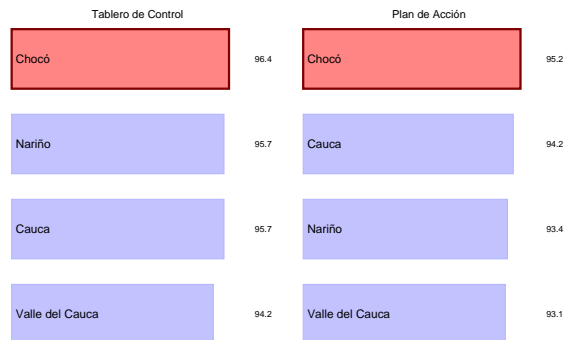 Tablero de Control Plan de Acción
Chocó 96.4 Chocó 95.2
Nariño 95.7 Cauca 94.2
Cauca 95.7 Nariño 93.4
Valle del Cauca 94.2 Valle del Cauca 93.1